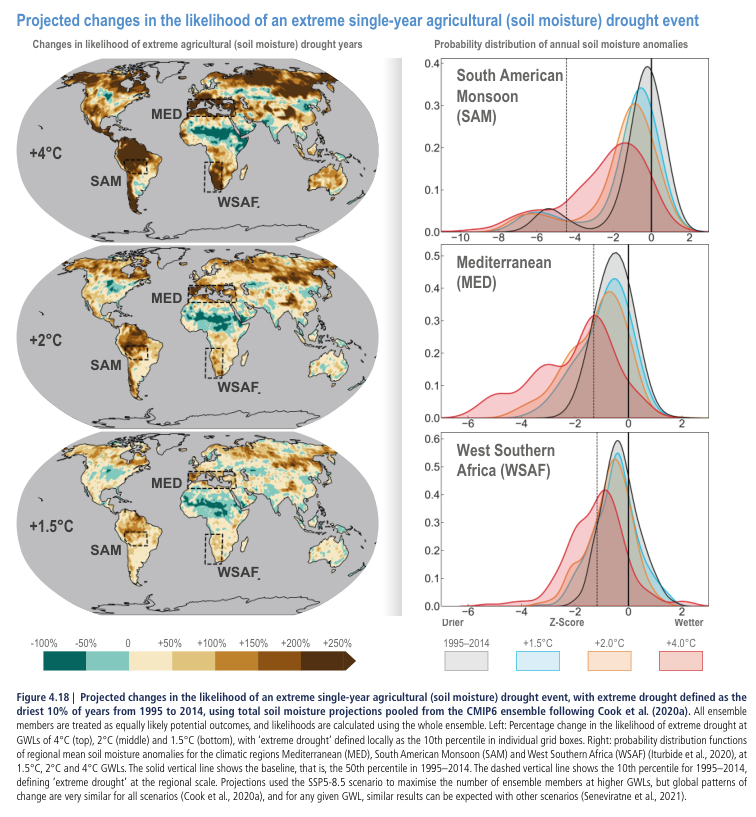 Projected changes in the likelihood of an extreme single-year agricultural (soil moisture) drought event
Changes in likelihood of extreme agricultural (soil moisture) drought years
Probability distribution of annual soil moisture anomalies
+4°C
MED
SAM
WSAF
+2°C
MED
SAM
WSAF
+1.5°C
MED
SAM
WSAF
-100% -50% 0 +50% +100% +150% +200% +250%
South American
Monsoon
(SAM)
0.4
0.3
0.2
0.1
0.0
−10 −8 −6 −4 −2 0 2
Mediterranean
(MED)
0.5
0.4
0.3
0.2
0.1
0.0
−6 −4 −2 0 2
West Southern
Africa (WSAF)
0.6
0.5
0.4
0.3
0.2
0.1
0.0
−6 −4 −2 0 2
Drier Z-Score Wetter
1995–2014 +1.5°C +2.0°C +4.0°C
Figure 4.18 | Projected changes in the likelihood of an extreme single-year agricultural (soil moisture) drought event, with extreme drought defined as the
driest 10% of years from 1995 to 2014, using total soil moisture projections pooled from the CMIP6 ensemble following Cook et al. (2020a). All ensemble
members are treated as equally likely potential outcomes, and likelihoods are calculated using the whole ensemble. Left: Percentage change in the likelihood of extreme drought at
GWLs of 4°C (top), 2°C (middle) and 1.5°C (bottom), with ‘extreme drought’ defined locally as the 10th percentile in individual grid boxes. Right: probability distribution functions
of regional mean soil moisture anomalies for the climatic regions Mediterranean (MED), South American Monsoon (SAM) and West Southern Africa (WSAF) (Iturbide et al., 2020), at
1.5°C, 2°C and 4°C GWLs. The solid vertical line shows the baseline, that is, the 50th percentile in 1995–2014. The dashed vertical line shows the 10th percentile for 1995–2014,
defining ‘extreme drought’ at the regional scale. Projections used the SSP5-8.5 scenario to maximise the number of ensemble members at higher GWLs, but global patterns of
change are very similar for all scenarios (Cook et al., 2020a), and for any given GWL, similar results can be expected with other scenarios (Seneviratne et al., 2021).